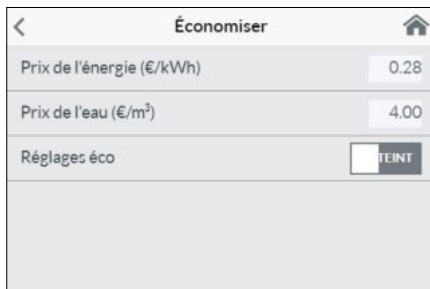 Économiser
Prix de l'énergie (€/kWh) 0.28
Prix de l'eau (€/m³) 4.00
Réglages éco TEINT